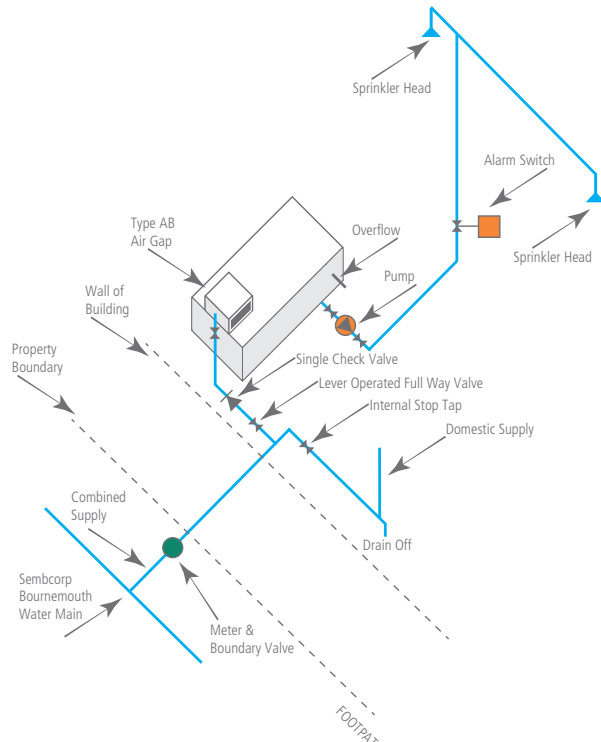 Sprinkler Head
Alarm Switch
Type AB
Air Gap
Overflow
Sprinkler Head
Pump
Wall of
Building
Property
Boundary
Single Check Valve
Lever Operated Full Way Valve
Internal Stop Tap
Domestic Supply
Combined
Supply
Drain Off
Sembcorp
Bournemouth
Water Main
Meter &
Boundary Valve
FOOTPAT